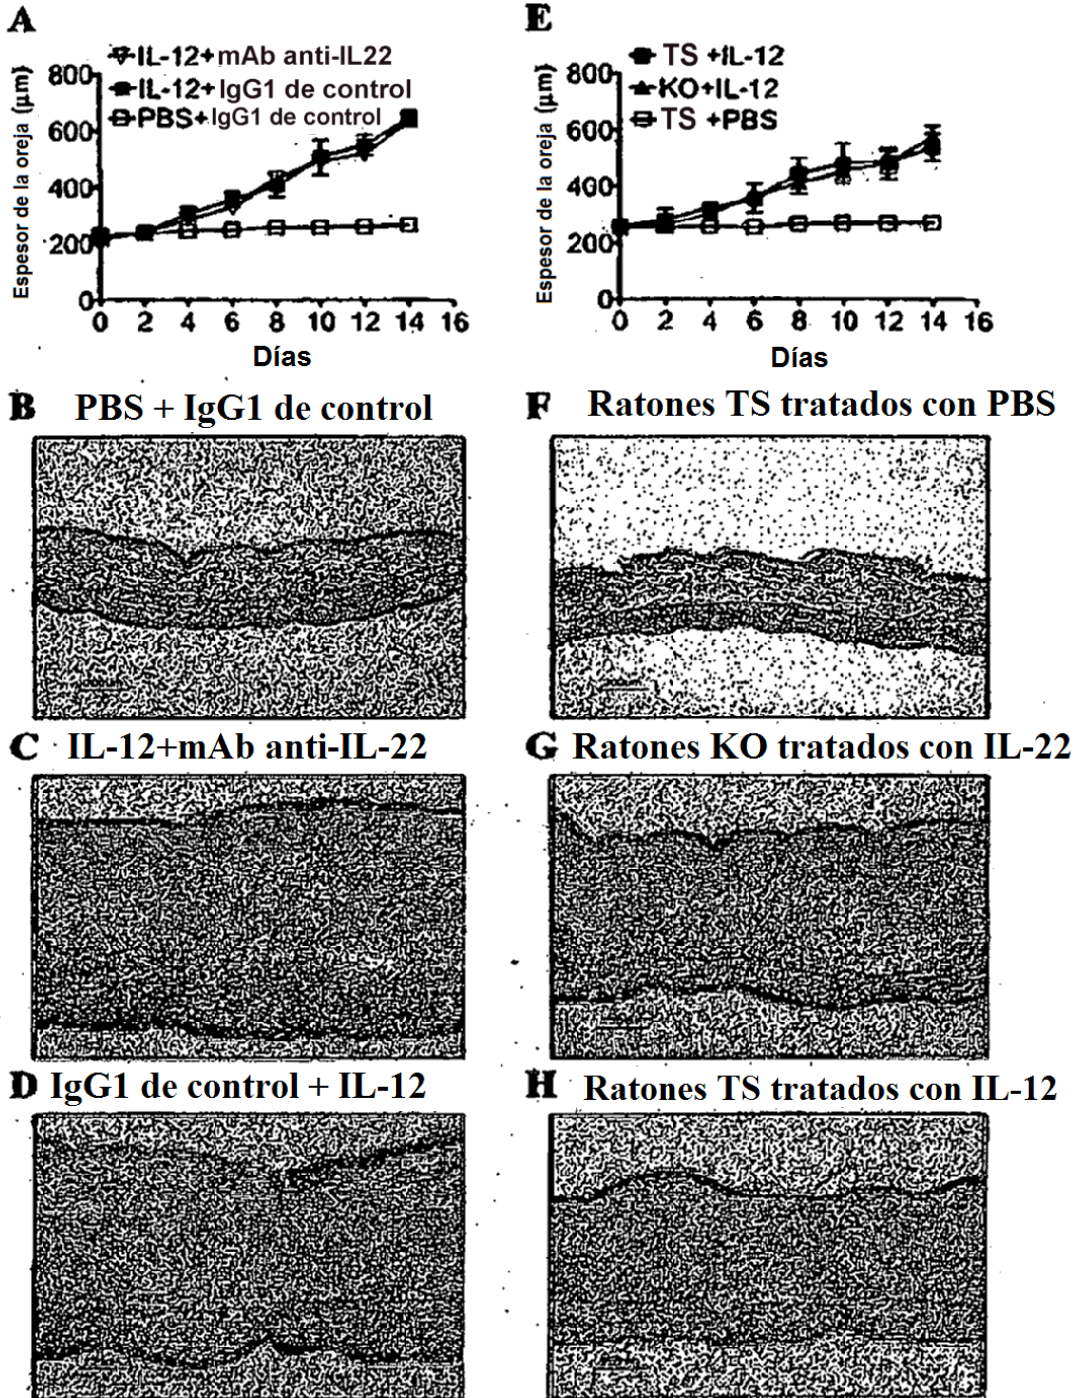 A
IL-12+mAb anti-IL22
IL-12+IgG1 de control
PBS+IgG1 de control
Espesor de la oreja (μm)
800
600
400
200
0
0 2 4 6 8 10 12 14 16
Días
E
TS +IL-12
KO+IL-12
TS +PBS
Espesor de la oreja (μm)
800
600
400
200
0
0 2 4 6 8 10 12 14 16
Días
B PBS + IgG1 de control
F Ratones TS tratados con PBS
C IL-12+mAb anti-IL-22
G Ratones KO tratados con IL-22
D IgG1 de control + IL-12
H Ratones TS tratados con IL-12